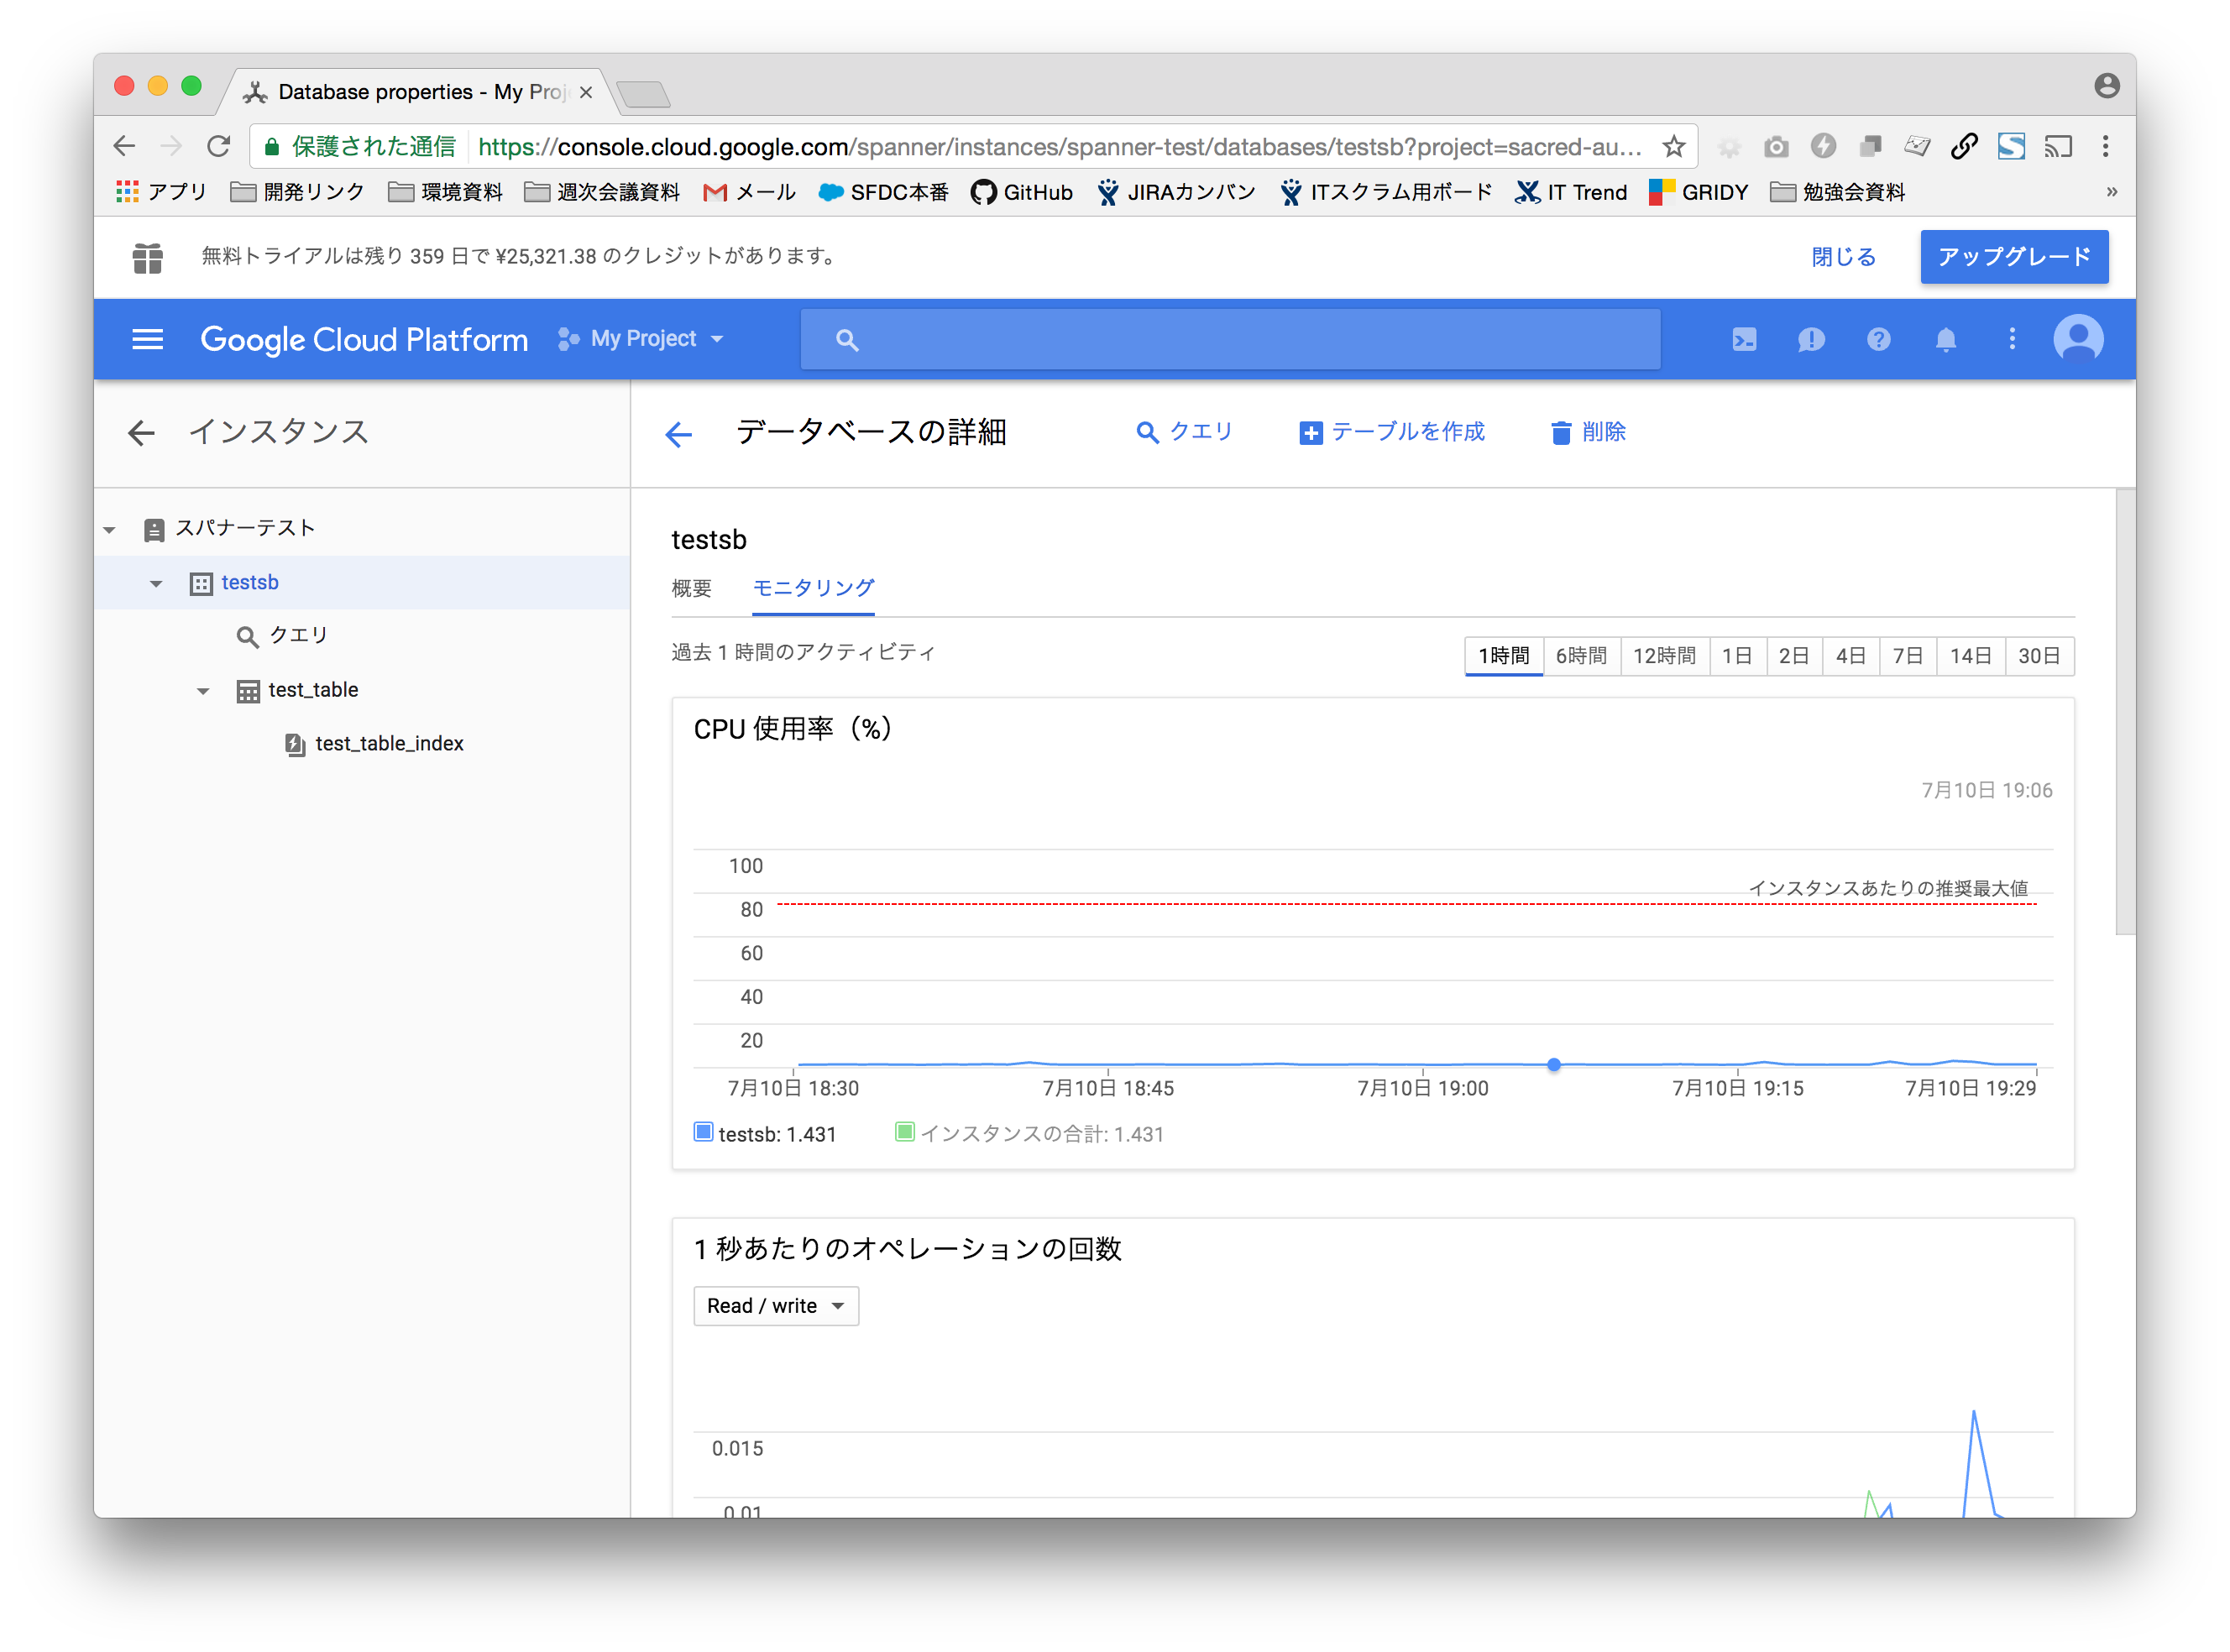 Database properties - My Proj
保護された通信 https://console.cloud.google.com/spanner/instances/spanner-test/databases/testsb?project=sacred-au...
アプリ 開発リンク 環境資料 週次会議資料 メール SFDC本番 GitHub JIRAカンバン ITスクラム用ボード IT Trend GRIDY 勉強会資料 »
無料トライアルは残り 359 日で ¥25,321.38 のクレジットがあります。 閉じる アップグレード
Google Cloud Platform My Project
インスタンス
データベースの詳細 クエリ テーブルを作成 削除
スパナーテスト
testsb
クエリ
test_table
test_table_index
testsb
概要 モニタリング
過去 1 時間のアクティビティ 1時間 6時間 12時間 1日 2日 4日 7日 14日 30日
CPU 使用率（%）
7月10日 19:06
100
インスタンスあたりの推奨最大値
80
60
40
20
7月10日 18:30 7月10日 18:45 7月10日 19:00 7月10日 19:15 7月10日 19:29
testsb: 1.431 インスタンスの合計: 1.431
1 秒あたりのオペレーションの回数
Read / write
0.015
0.01